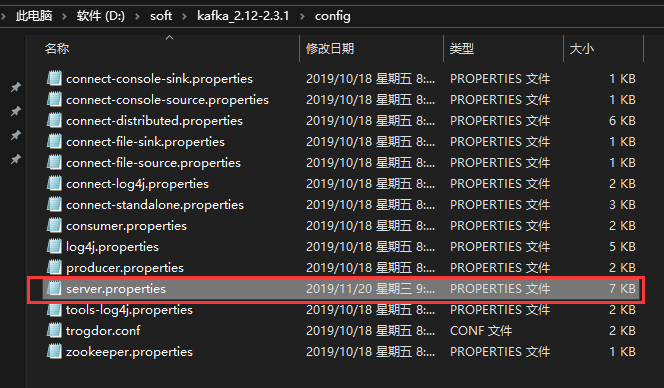 此电脑 › 软件 (D:) › soft › kafka_2.12-2.3.1 › config
名称 修改日期 类型 大小
connect-console-sink.properties 2019/10/18 星期五 8:... PROPERTIES 文件 1 KB
connect-console-source.properties 2019/10/18 星期五 8:... PROPERTIES 文件 1 KB
connect-distributed.properties 2019/10/18 星期五 8:... PROPERTIES 文件 6 KB
connect-file-sink.properties 2019/10/18 星期五 8:... PROPERTIES 文件 1 KB
connect-file-source.properties 2019/10/18 星期五 8:... PROPERTIES 文件 1 KB
connect-log4j.properties 2019/10/18 星期五 8:... PROPERTIES 文件 2 KB
connect-standalone.properties 2019/10/18 星期五 8:... PROPERTIES 文件 3 KB
consumer.properties 2019/10/18 星期五 8:... PROPERTIES 文件 2 KB
log4j.properties 2019/10/18 星期五 8:... PROPERTIES 文件 5 KB
producer.properties 2019/10/18 星期五 8:... PROPERTIES 文件 2 KB
server.properties 2019/11/20 星期三 9:... PROPERTIES 文件 7 KB
tools-log4j.properties 2019/10/18 星期五 8:... PROPERTIES 文件 2 KB
trogdor.conf 2019/10/18 星期五 8:... CONF 文件 2 KB
zookeeper.properties 2019/10/18 星期五 8:... PROPERTIES 文件 2 KB